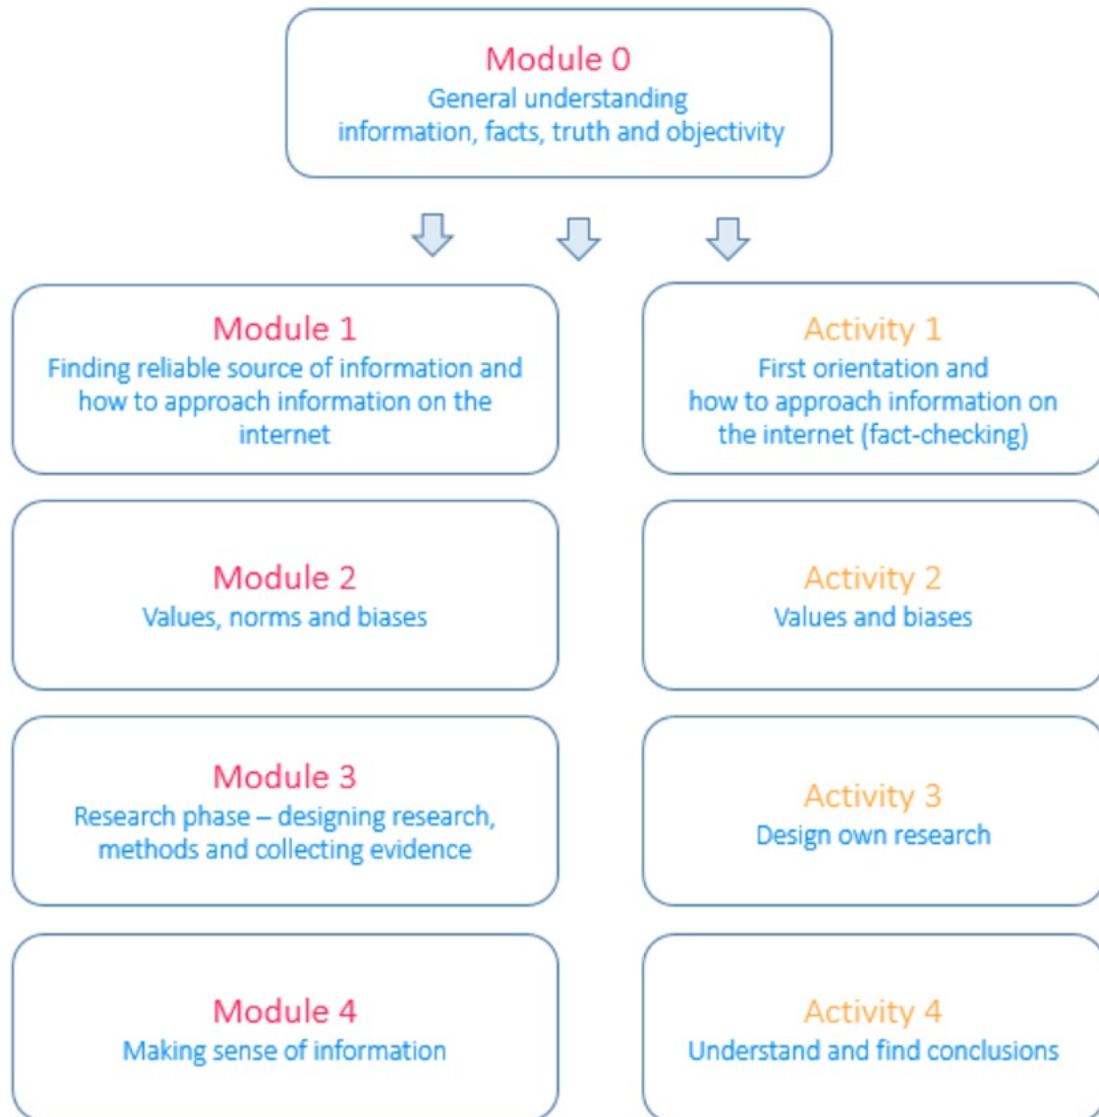 Module 0
General understanding
information, facts, truth and objectivity
Module 1
Finding reliable source of information and
how to approach information on the
internet
Activity 1
First orientation and
how to approach information on
the internet (fact-checking)
Module 2
Values, norms and biases
Activity 2
Values and biases
Module 3
Research phase – designing research,
methods and collecting evidence
Activity 3
Design own research
Module 4
Making sense of information
Activity 4
Understand and find conclusions